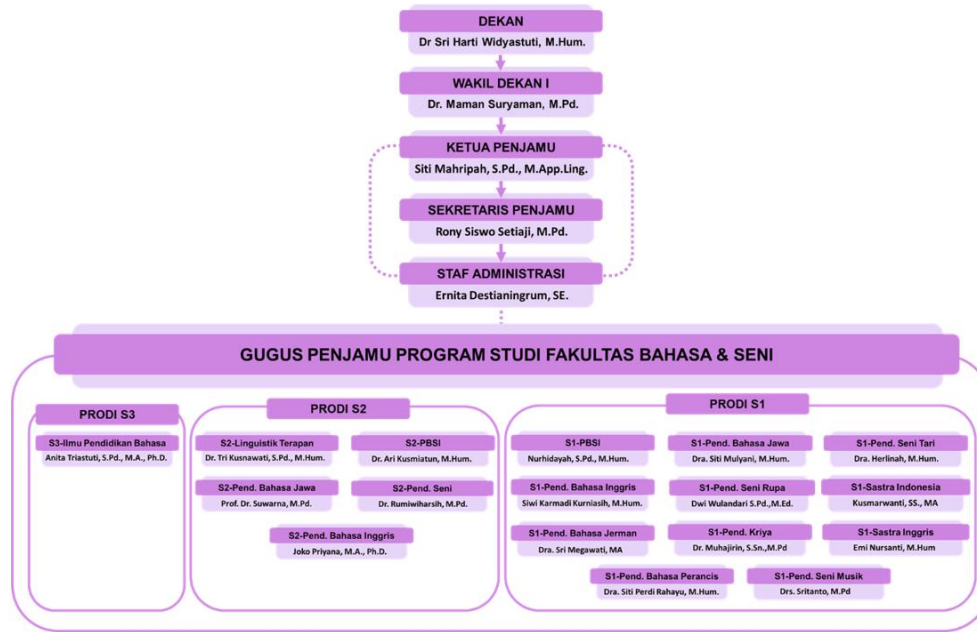 DEKAN
Dr Sri Harti Widyastuti, M.Hum.
WAKIL DEKAN I
Dr. Maman Suryaman, M.Pd.
KETUA PENJAMU
Siti Mahripah, S.Pd., M.App.Ling.
SEKRETARIS PENJAMU
Rony Siswo Setiaji, M.Pd.
STAF ADMINISTRASI
Ernita Destianingrum, SE.
GUGUS PENJAMU PROGRAM STUDI FAKULTAS BAHASA & SENI
PRODI S3
S3-Ilmu Pendidikan Bahasa
Anita Triastuti, S.Pd., M.A., Ph.D.
PRODI S2
S2-Linguistik Terapan
Dr. Tri Kusnawati, S.Pd., M.Hum.
S2-PBSI
Dr. Ari Kusmiatun, M.Hum.
S2-Pend. Bahasa Jawa
Prof. Dr. Suwarna, M.Pd.
S2-Pend. Seni
Dr. Rumiwiharsih, M.Pd.
S2-Pend. Bahasa Inggris
Joko Priyana, M.A., Ph.D.
PRODI S1
S1-PBSI
Nurhidayah, S.Pd., M.Hum.
S1-Pend. Bahasa Jawa
Dra. Siti Mulyani, M.Hum.
S1-Pend. Seni Tari
Dra. Herlinah, M.Hum.
S1-Pend. Bahasa Inggris
Siwi Karmadi Kurniasih, M.Hum.
S1-Pend. Seni Rupa
Dwi Wulandari S.Pd.,M.Ed.
S1-Sastra Indonesia
Kusmarwanti, SS., MA
S1-Pend. Bahasa Jerman
Dra. Sri Megawati, MA
S1-Pend. Kriya
Dr. Muhajirin, S.Sn.,M.Pd
S1-Sastra Inggris
Emi Nursanti, M.Hum
S1-Pend. Bahasa Perancis
Dra. Siti Perdi Rahayu, M.Hum.
S1-Pend. Seni Musik
Drs. Sritanto, M.Pd